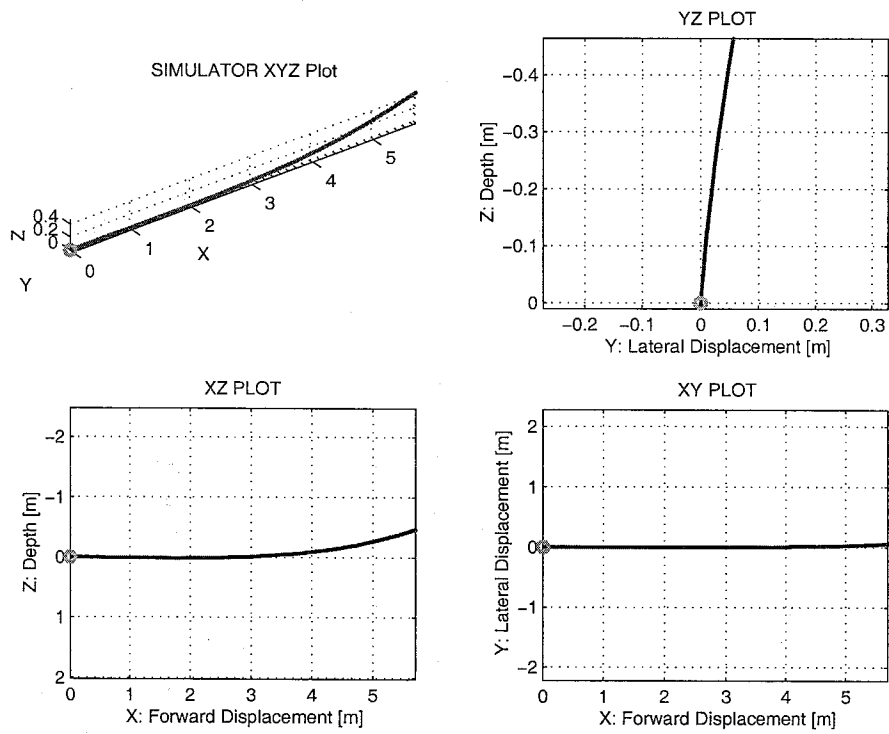 SIMULATOR XYZ Plot
0.4
0.2
0
Z
Y
0
1
2
3
4
5
X
YZ PLOT
-0.4
-0.3
-0.2
-0.1
0
Z: Depth [m]
-0.2 -0.1 0 0.1 0.2 0.3
Y: Lateral Displacement [m]
XZ PLOT
-2
-1
0
1
2
Z: Depth [m]
0 1 2 3 4 5
X: Forward Displacement [m]
XY PLOT
2
1
0
-1
-2
Y: Lateral Displacement [m]
0 1 2 3 4 5
X: Forward Displacement [m]